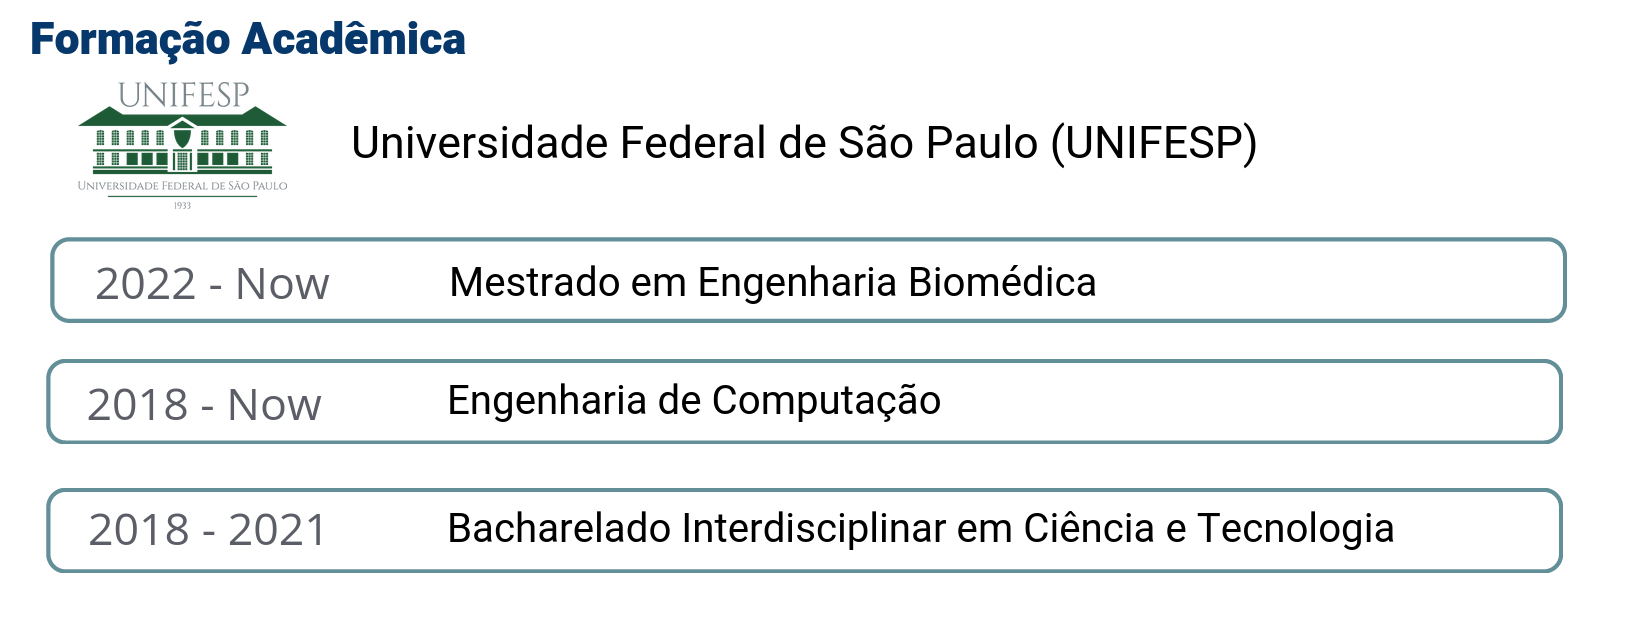 Formação Acadêmica
UNIFESP
UNIVERSIDADE FEDERAL DE SÃO PAULO
1933
Universidade Federal de São Paulo (UNIFESP)
2022 - Now Mestrado em Engenharia Biomédica
2018 - Now Engenharia de Computação
2018 - 2021 Bacharelado Interdisciplinar em Ciência e Tecnologia